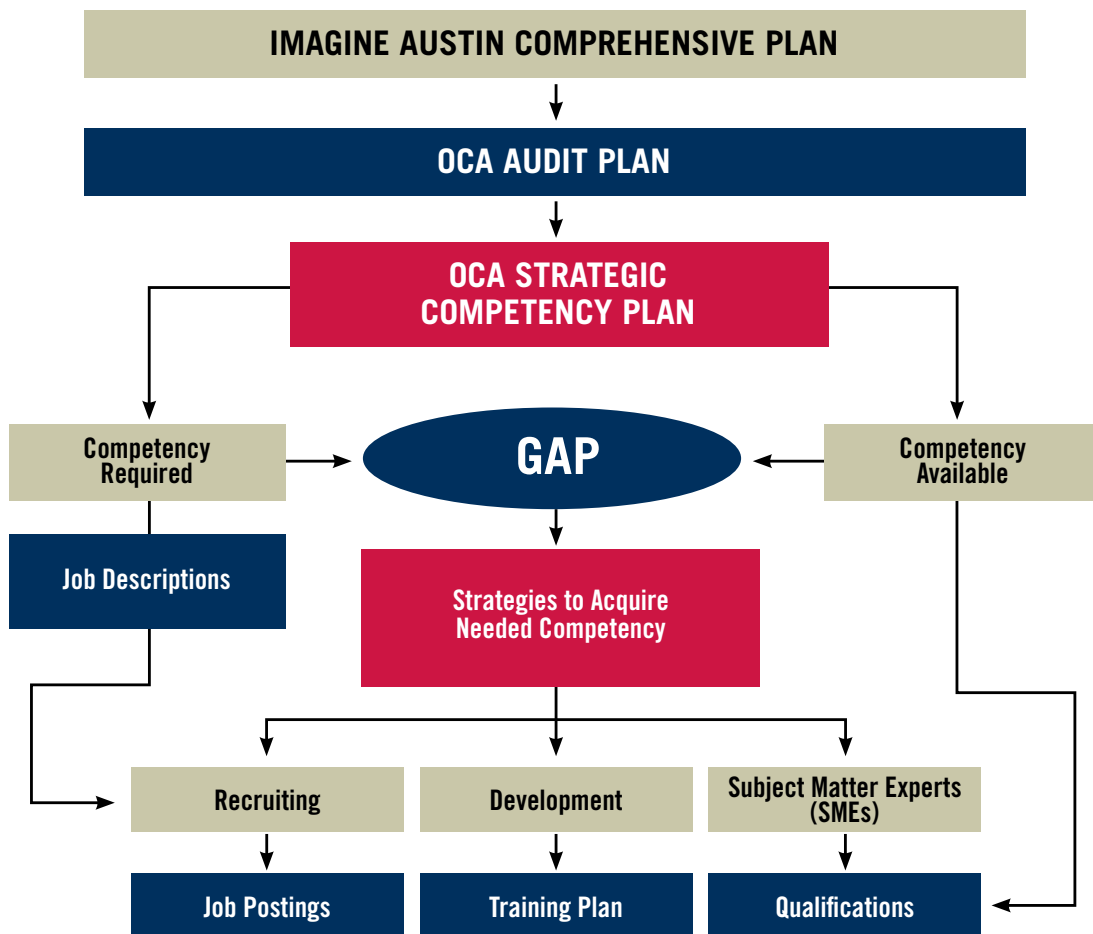 IMAGINE AUSTIN COMPREHENSIVE PLAN
OCA AUDIT PLAN
OCA STRATEGIC
COMPETENCY PLAN
Competency
Required
GAP
Competency
Available
Job Descriptions
Strategies to Acquire
Needed Competency
Recruiting
Development
Subject Matter Experts
(SMEs)
Job Postings
Training Plan
Qualifications